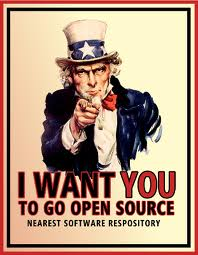 I WANT YOU
TO GO OPEN SOURCE
NEAREST SOFTWARE RESPOSITORY